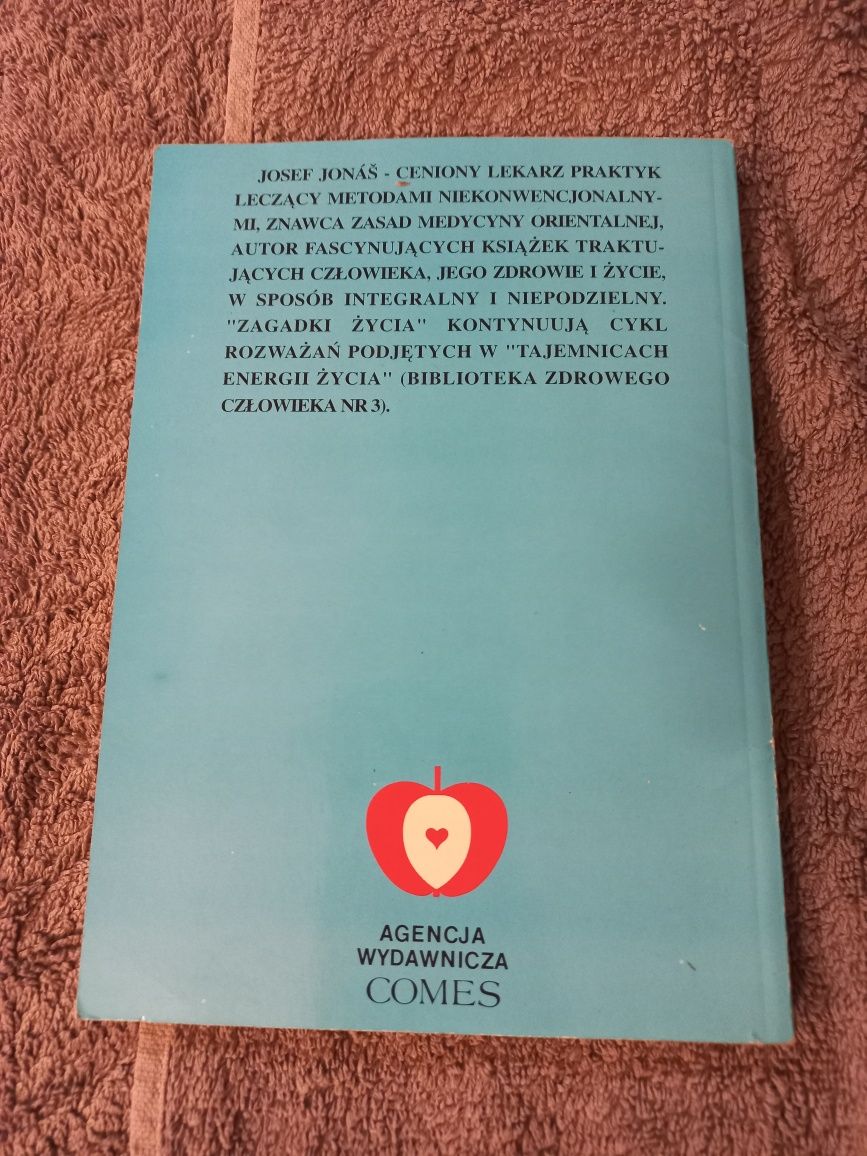 JOSEF JONÁŠ - CENIONY LEKARZ PRAKTYK
LECZĄCY METODAMI NIEKONWENCJONALNY-
MI, ZNAWCA ZASAD MEDYCYNY ORIENTALNEJ,
AUTOR FASCYNUJĄCYCH KSIĄŻEK TRAKTU-
JĄCYCH CZŁOWIEKA, JEGO ZDROWIE I ŻYCIE,
W SPOSÓB INTEGRALNY I NIEPODZIELNY.
"ZAGADKI ŻYCIA" KONTYNUUJĄ CYKL
ROZWAŻAŃ PODJĘTYCH W "TAJEMNICACH
ENERGII ŻYCIA" (BIBLIOTEKA ZDROWEGO
CZŁOWIEKA NR 3).
AGENCJA
WYDAWNICZA
COMES